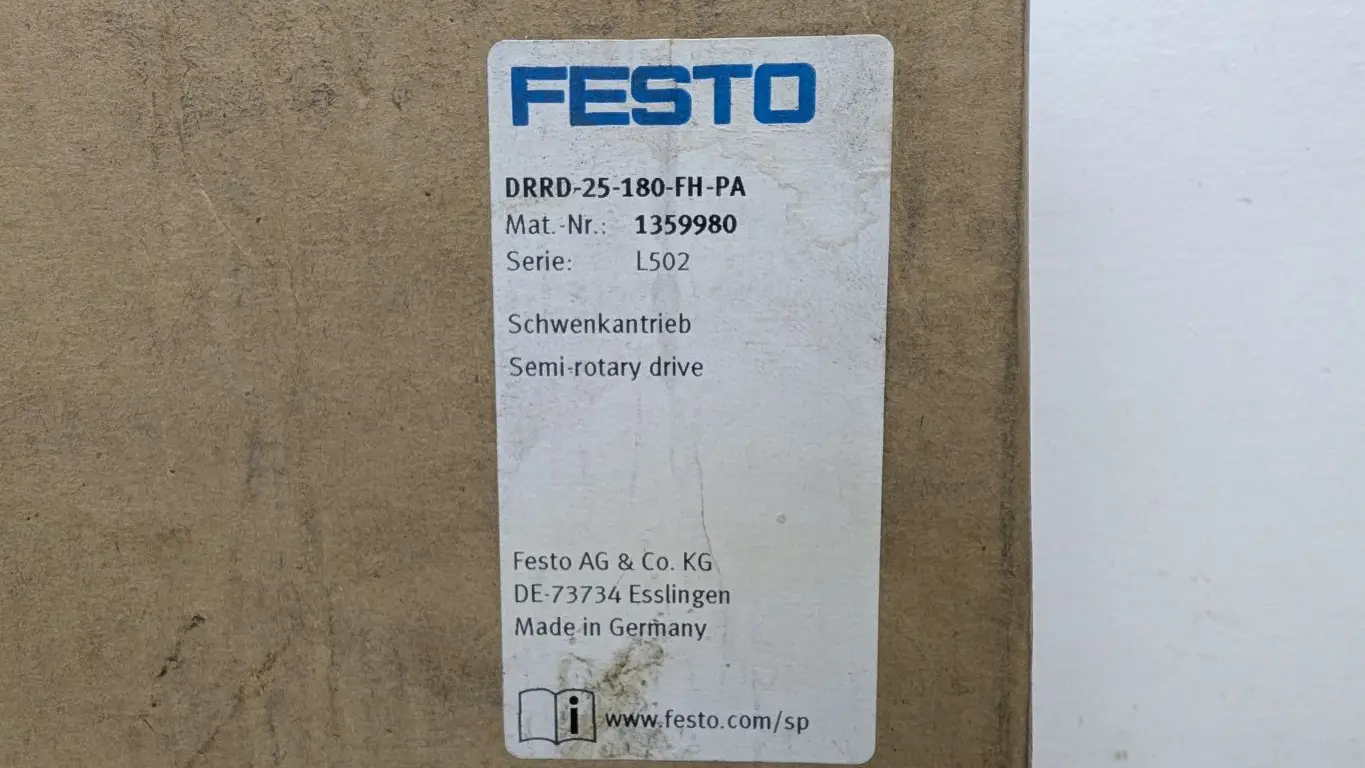 FESTO
DRRD-25-180-FH-PA
Mat.-Nr.: 1359980
Serie: L502
Schwenkantrieb
Semi-rotary drive
Festo AG & Co. KG
DE-73734 Esslingen
Made in Germany
i www.festo.com/sp